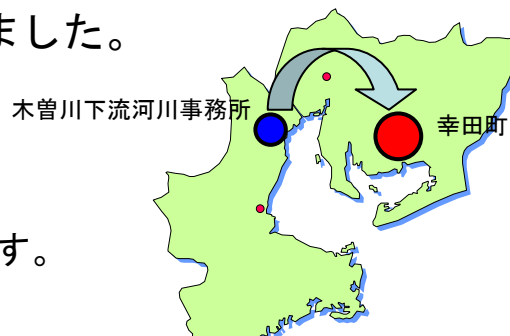 ました。
木曽川下流河川事務所
幸田町
す。